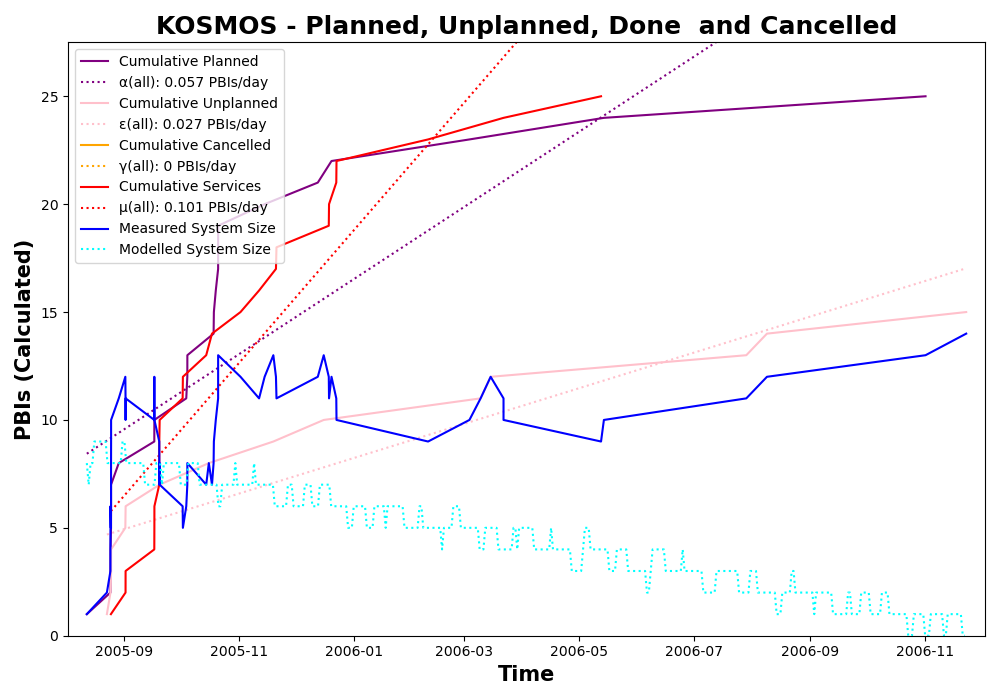 KOSMOS - Planned, Unplanned, Done  and Cancelled
Cumulative Planned
α(all): 0.057 PBIs/day
Cumulative Unplanned
ε(all): 0.027 PBIs/day
Cumulative Cancelled
γ(all): 0 PBIs/day
Cumulative Services
μ(all): 0.101 PBIs/day
Measured System Size
Modelled System Size
PBIs (Calculated)
25
20
15
10
5
0
2005-09 2005-11 2006-01 2006-03 2006-05 2006-07 2006-09 2006-11
Time